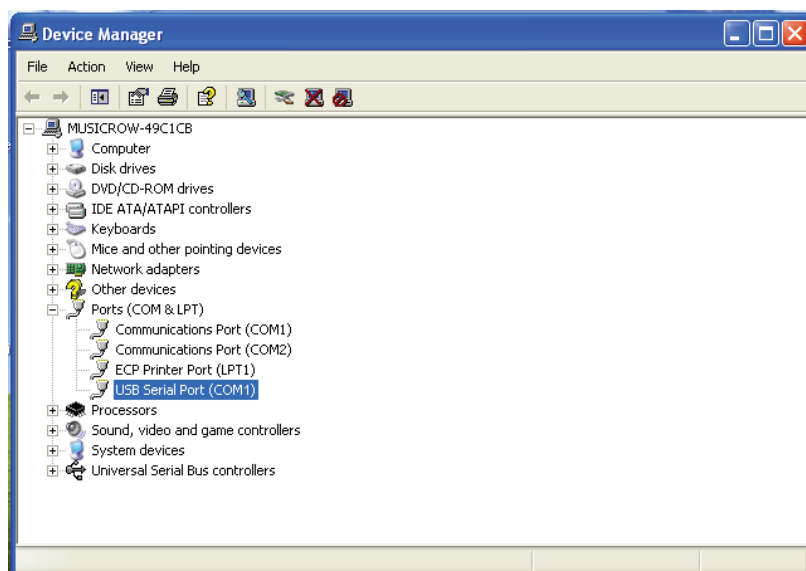 Device Manager
File Action View Help
MUSICROW-49C1CB
Computer
Disk drives
DVD/CD-ROM drives
IDE ATA/ATAPI controllers
Keyboards
Mice and other pointing devices
Network adapters
Other devices
Ports (COM & LPT)
Communications Port (COM1)
Communications Port (COM2)
ECP Printer Port (LPT1)
USB Serial Port (COM1)
Processors
Sound, video and game controllers
System devices
Universal Serial Bus controllers